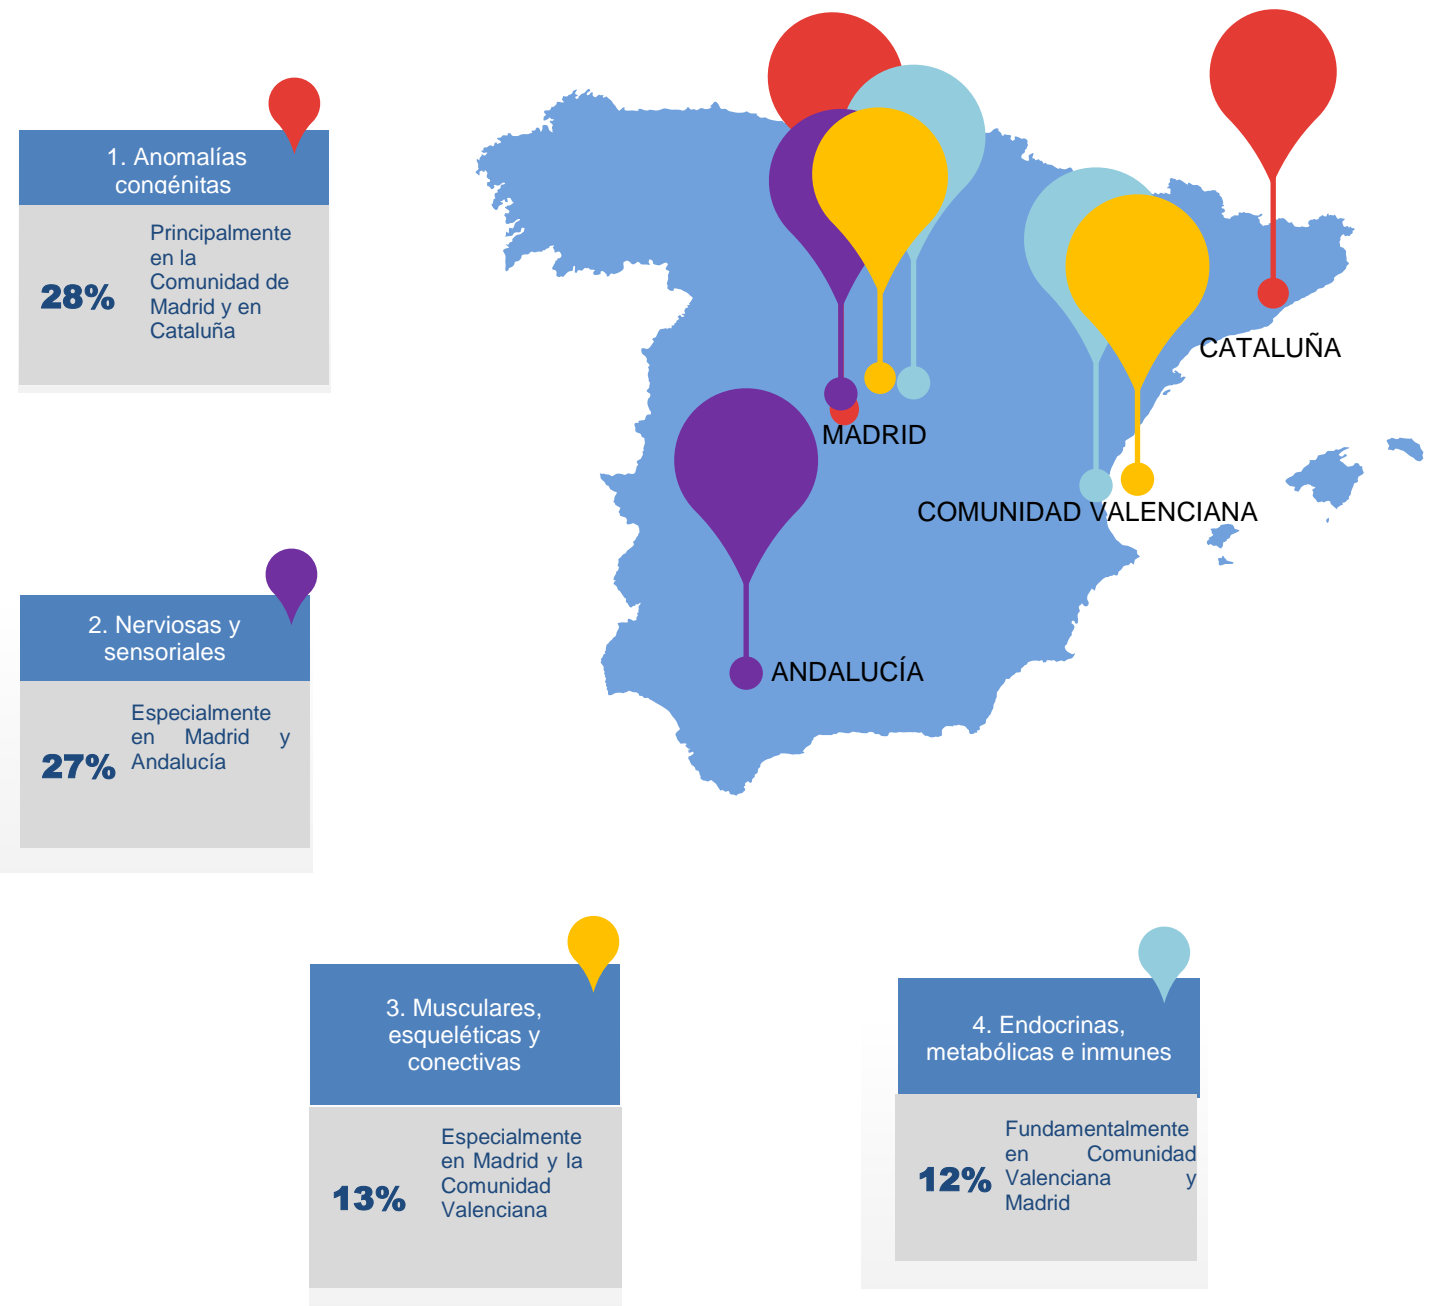 1. Anomalías
congénitas
Principalmente
en la
Comunidad de
Madrid y en
Cataluña
28%
CATALUÑA
MADRID
COMUNIDAD VALENCIANA
ANDALUCÍA
2. Nerviosas y
sensoriales
Especialmente
en Madrid y
Andalucía
27%
3. Musculares,
esqueléticas y
conectivas
Especialmente
en Madrid y la
Comunidad
Valenciana
13%
4. Endocrinas,
metabólicas e inmunes
Fundamentalmente
en Comunidad
Valenciana y
Madrid
12%